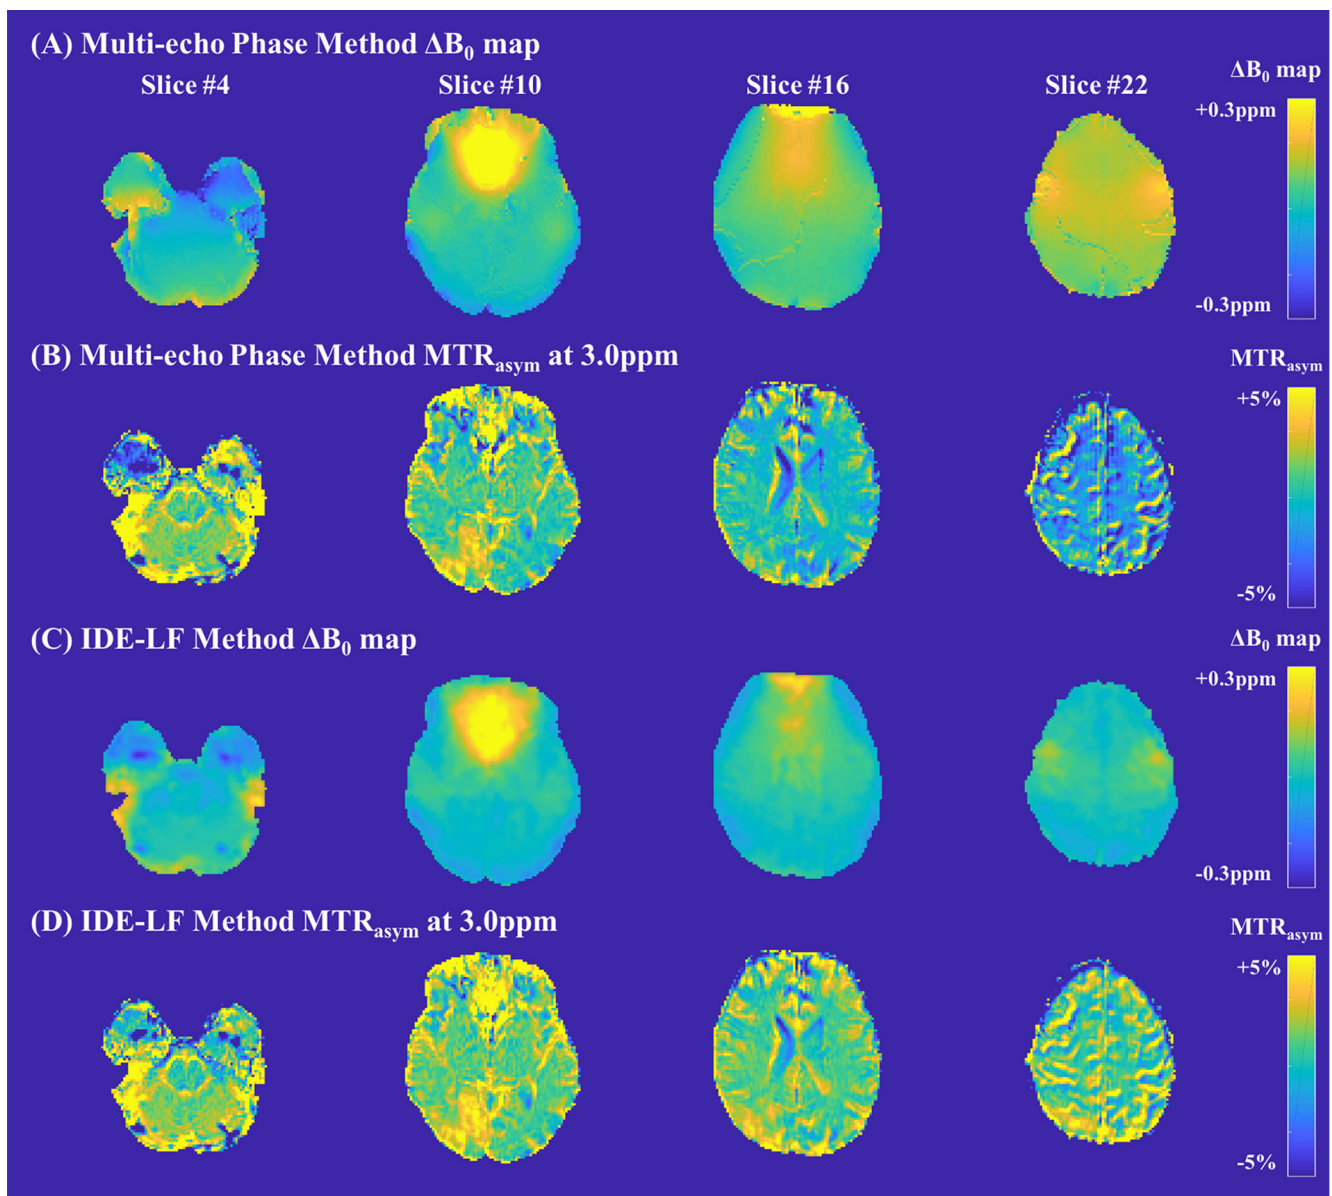 (A) Multi-echo Phase Method ΔB₀ map
Slice #4 Slice #10 Slice #16 Slice #22
ΔB₀ map
+0.3ppm
-0.3ppm
(B) Multi-echo Phase Method MTRasym at 3.0ppm
MTRasym
+5%
-5%
(C) IDE-LF Method ΔB₀ map
ΔB₀ map
+0.3ppm
-0.3ppm
(D) IDE-LF Method MTRasym at 3.0ppm
MTRasym
+5%
-5%